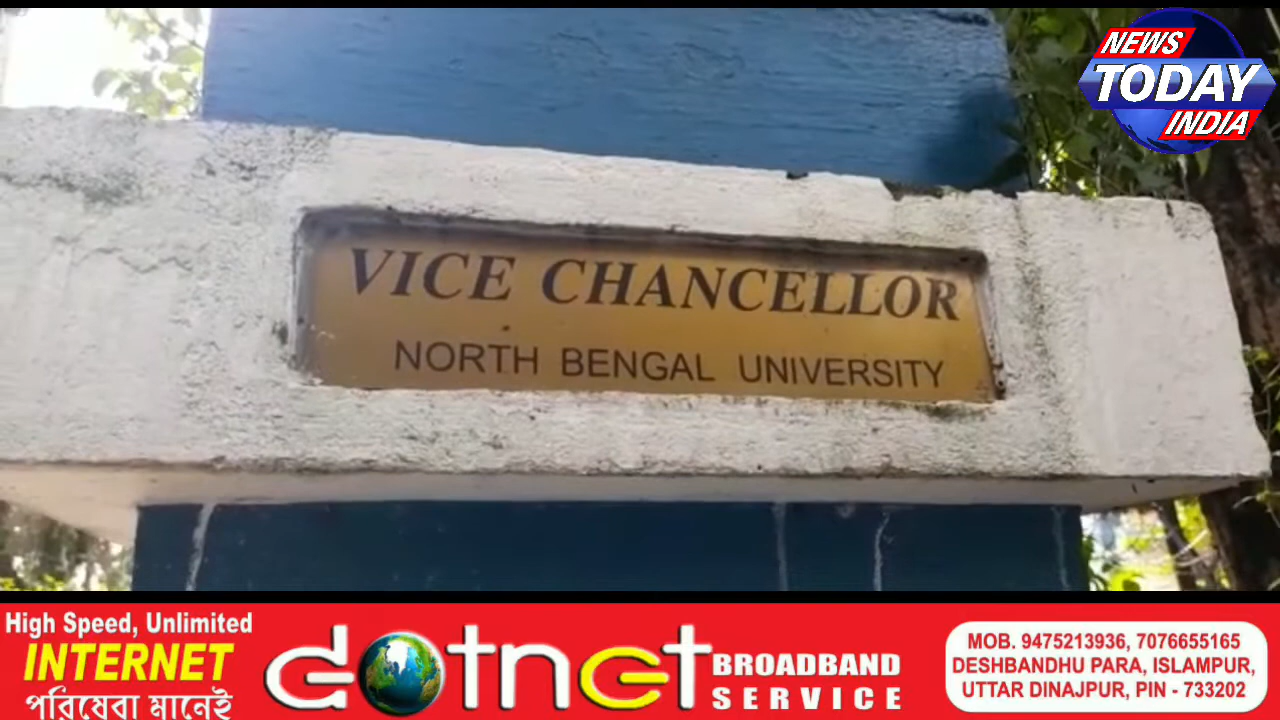 NEWS
TODAY
INDIA
VICE CHANCELLOR
NORTH BENGAL UNIVERSITY
High Speed, Unlimited
INTERNET
পরিষেবা মানেই
dotnet
BROADBAND
SERVICE
MOB. 9475213936, 7076655165
DESHBANDHU PARA, ISLAMPUR,
UTTAR DINAJPUR, PIN - 733202